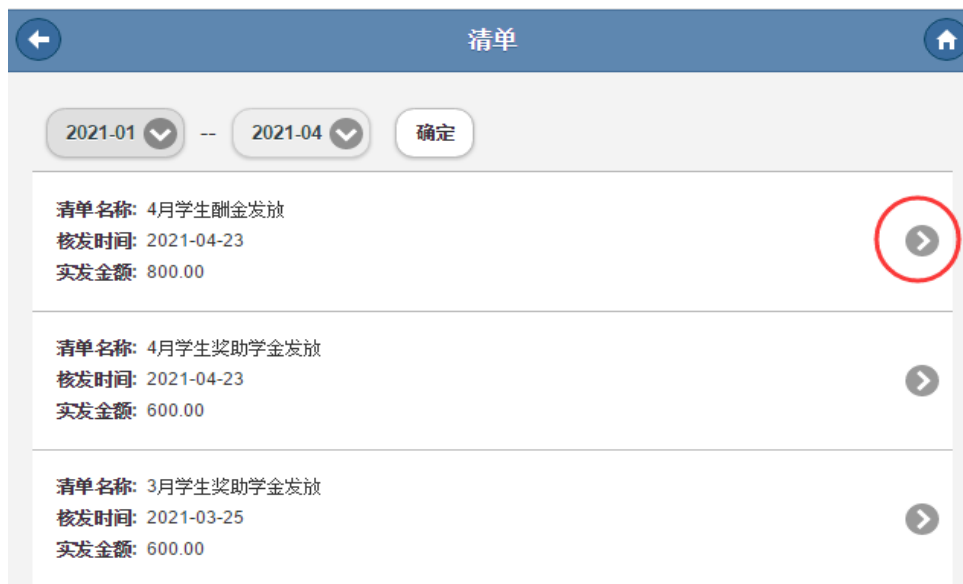 清单
2021-01 -- 2021-04 确定
清单名称: 4月学生酬金发放
核发时间: 2021-04-23
实发金额: 800.00
清单名称: 4月学生奖助学金发放
核发时间: 2021-04-23
实发金额: 600.00
清单名称: 3月学生奖助学金发放
核发时间: 2021-03-25
实发金额: 600.00